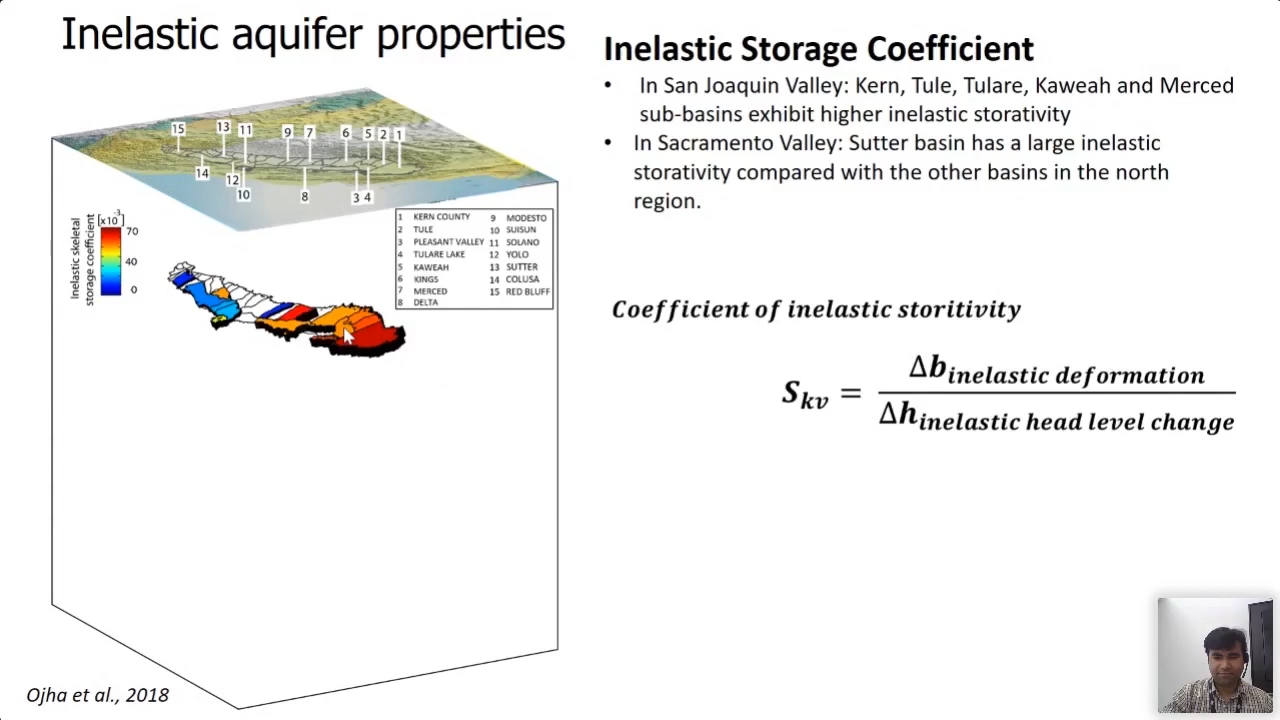 Inelastic aquifer properties
Inelastic Storage Coefficient
• In San Joaquin Valley: Kern, Tule, Tulare, Kaweah and Merced
sub-basins exhibit higher inelastic storativity
• In Sacramento Valley: Sutter basin has a large inelastic
storativity compared with the other basins in the north
region.
Coefficient of inelastic storitivity
S_kv = Δb_inelastic deformation / Δh_inelastic head level change
15 13 11 9 7 6 5 2 1
14 12 10 8 3 4
Inelastic skeletal
storage coefficient
[x10^-3]
70
40
0
1 KERN COUNTY 9 MODESTO
2 TULE 10 SUISUN
3 PLEASANT VALLEY 11 SOLANO
4 TULARE LAKE 12 YOLO
5 KAWEAH 13 SUTTER
6 KINGS 14 COLUSA
7 MERCED 15 RED BLUFF
8 DELTA
Ojha et al., 2018